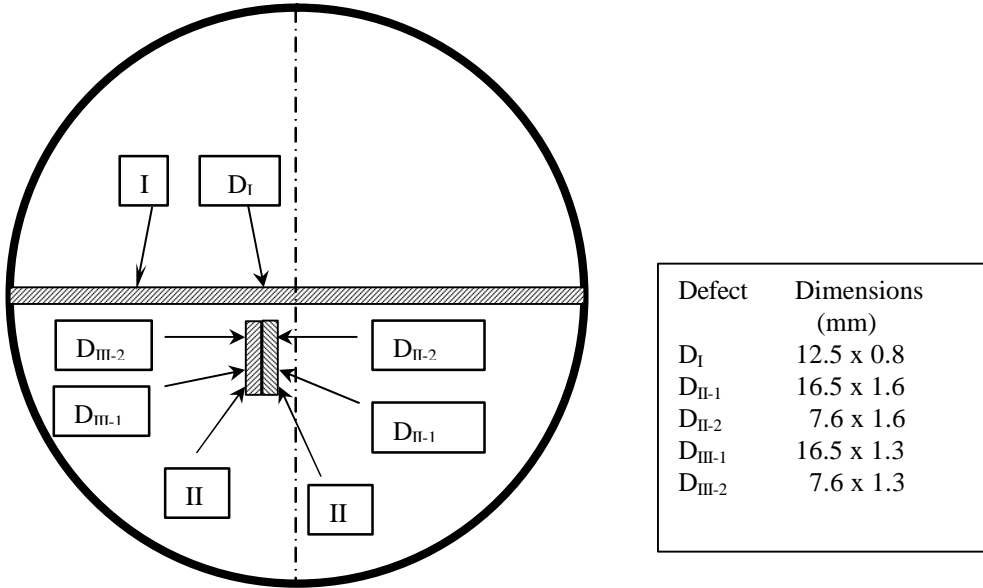 I
D_I
D_III-2
D_II-2
D_III-1
D_II-1
II
II
Defect Dimensions
(mm)
D_I 12.5 x 0.8
D_II-1 16.5 x 1.6
D_II-2 7.6 x 1.6
D_III-1 16.5 x 1.3
D_III-2 7.6 x 1.3